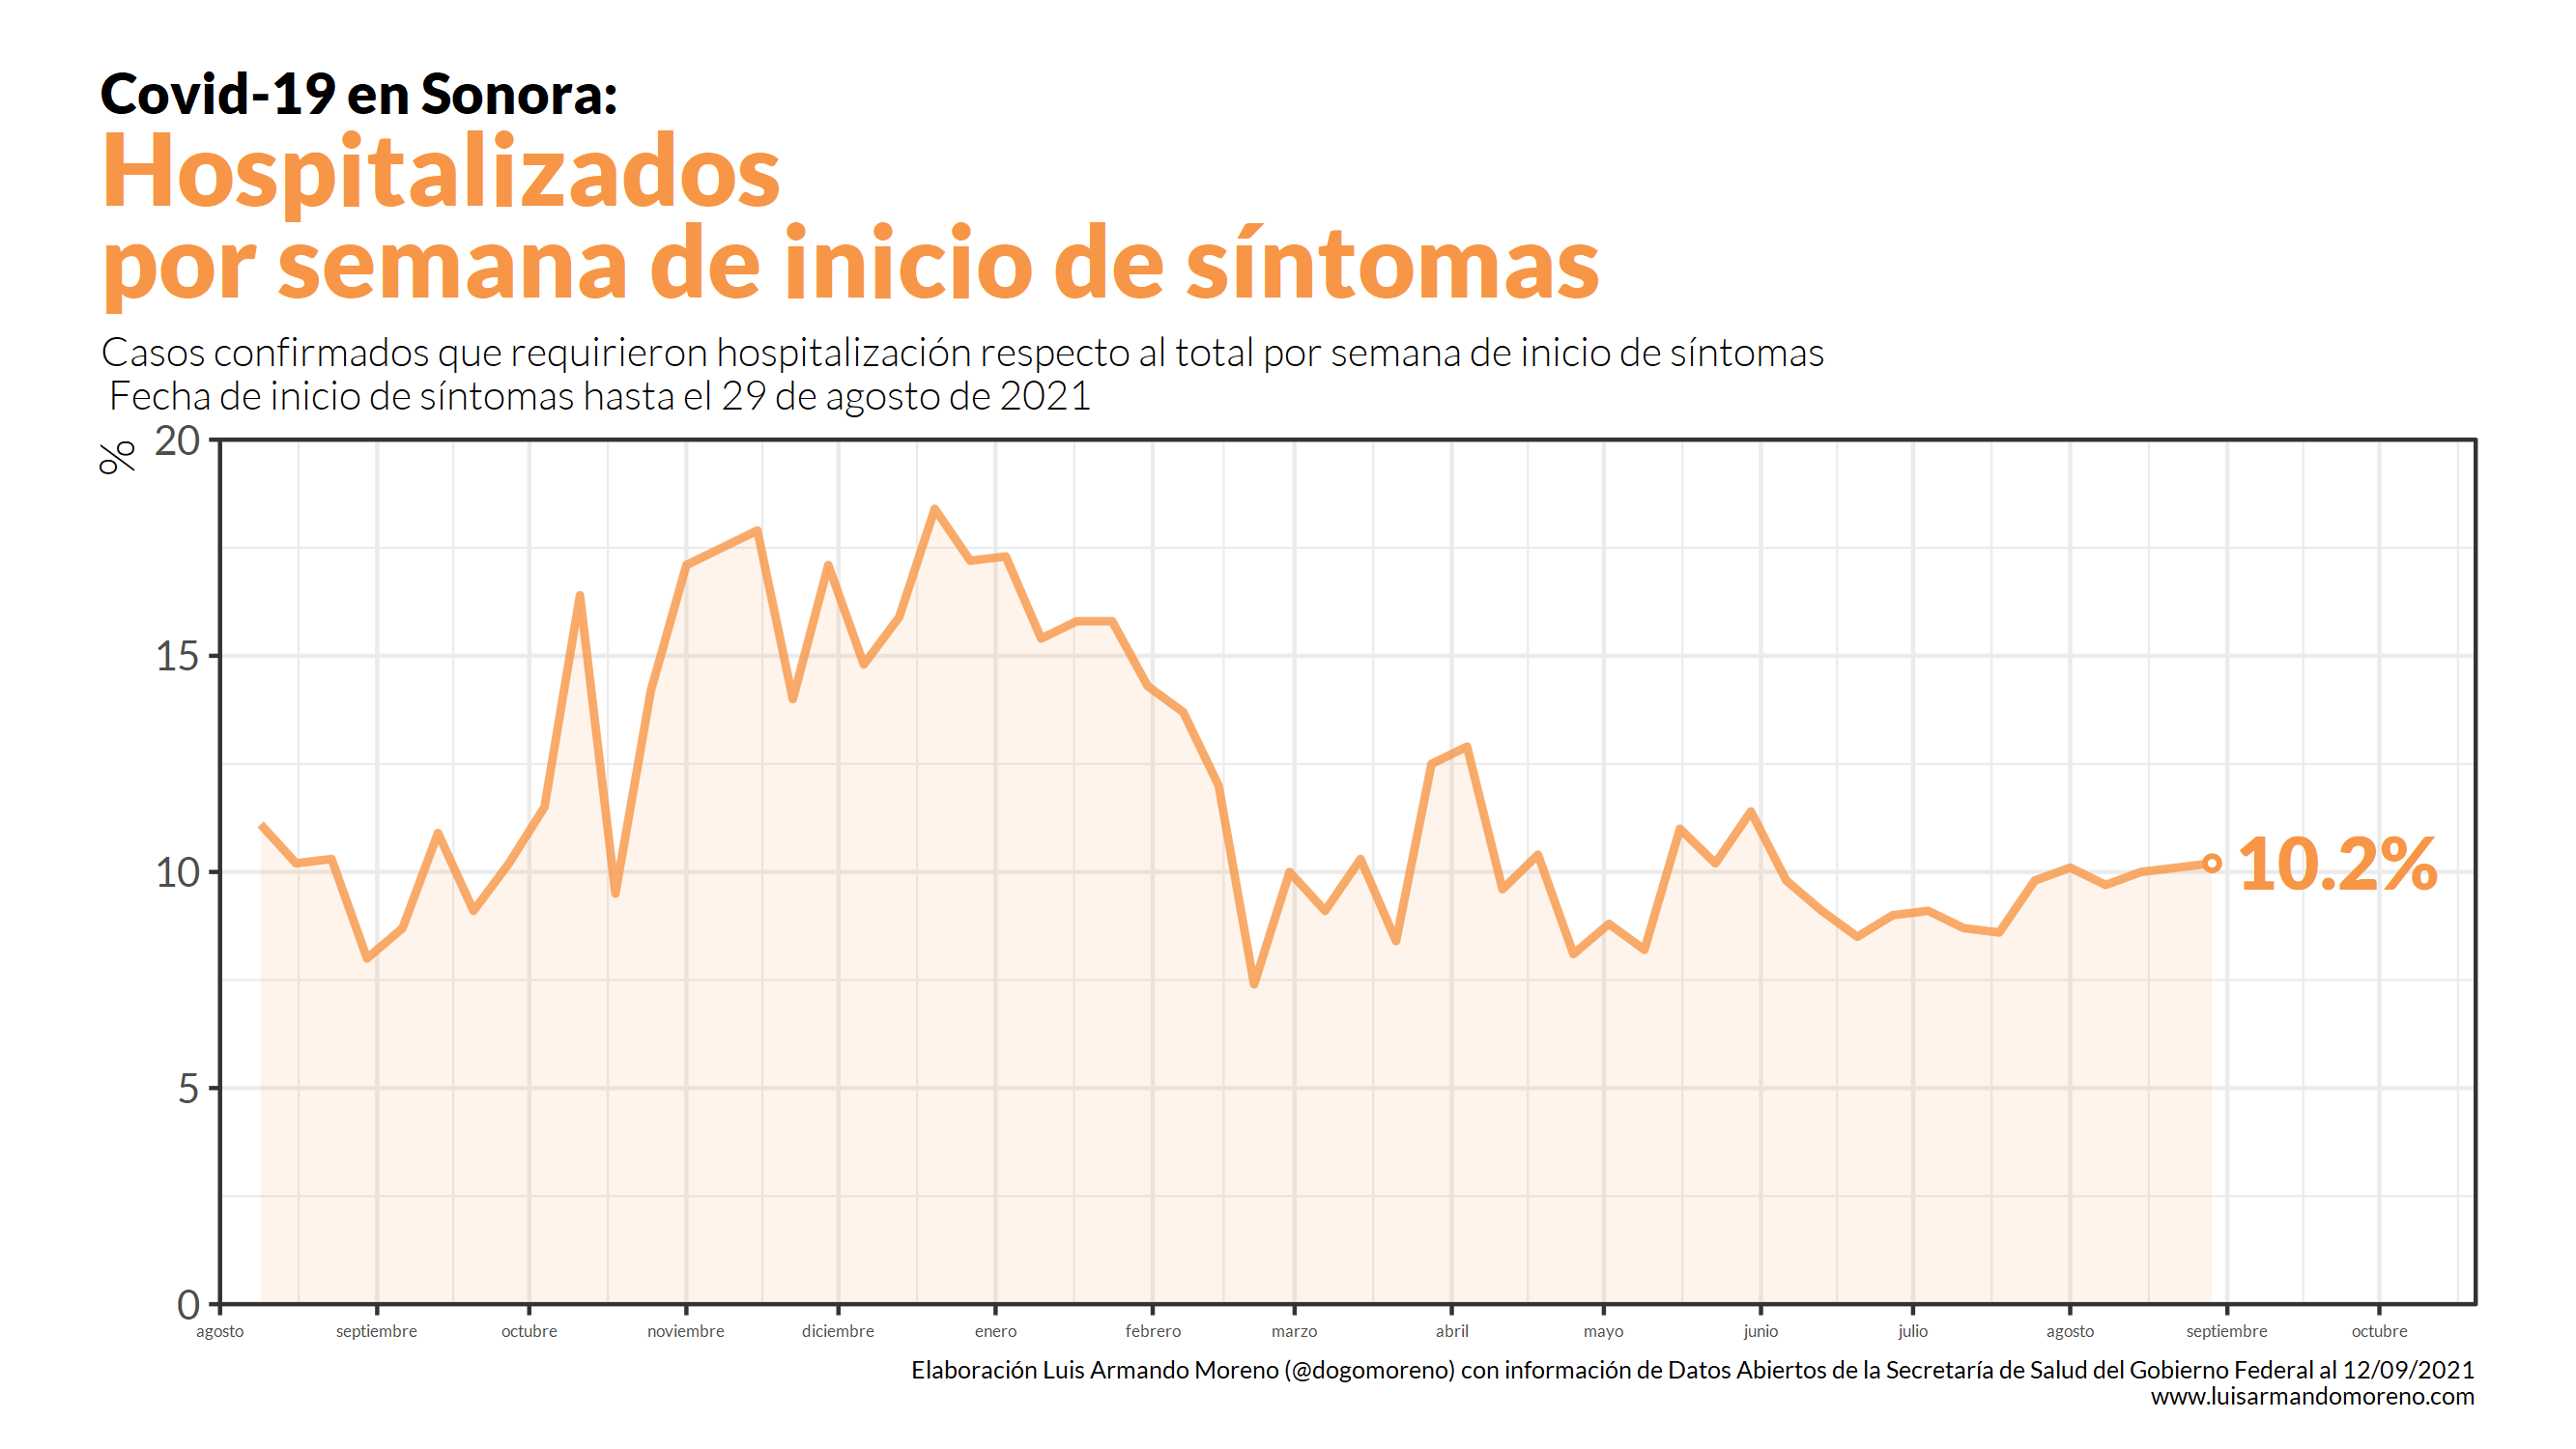 Covid-19 en Sonora:
Hospitalizados
por semana de inicio de síntomas
Casos confirmados que requirieron hospitalización respecto al total por semana de inicio de síntomas
Fecha de inicio de síntomas hasta el 29 de agosto de 2021
%
20
15
10
5
0
10.2%
agosto septiembre octubre noviembre diciembre enero febrero marzo abril mayo junio julio agosto septiembre octubre
Elaboración Luis Armando Moreno (@dogomoreno) con información de Datos Abiertos de la Secretaría de Salud del Gobierno Federal al 12/09/2021
www.luisarmandomoreno.com